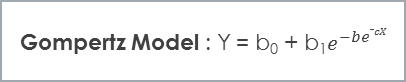 Gompertz Model : Y = b₀ + b₁e^{-be^{-cX}}